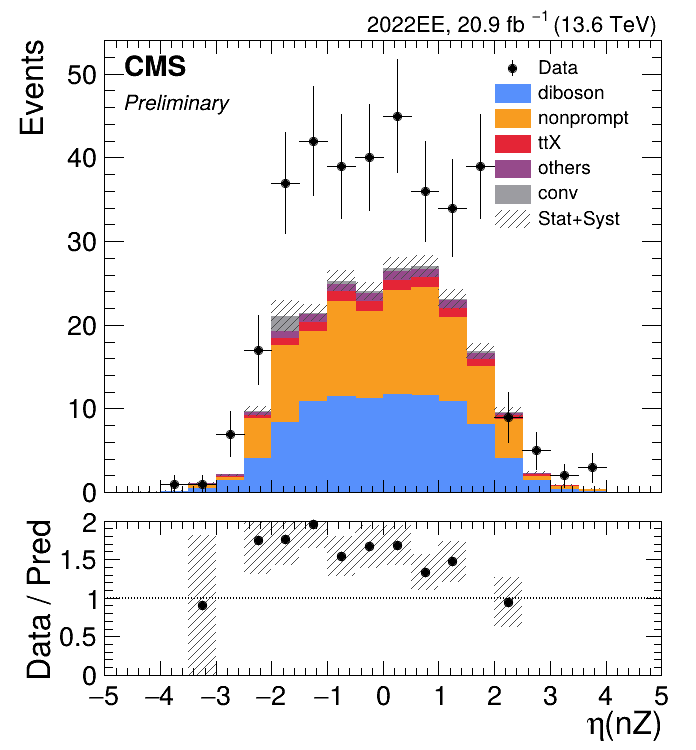 2022EE, 20.9 fb⁻¹ (13.6 TeV)
CMS
Preliminary
Events
50
40
30
20
10
0
Data
diboson
nonprompt
ttX
others
conv
Stat+Syst
Data / Pred
2
1.5
1
0.5
0
−5 −4 −3 −2 −1 0 1 2 3 4 5
η(nZ)